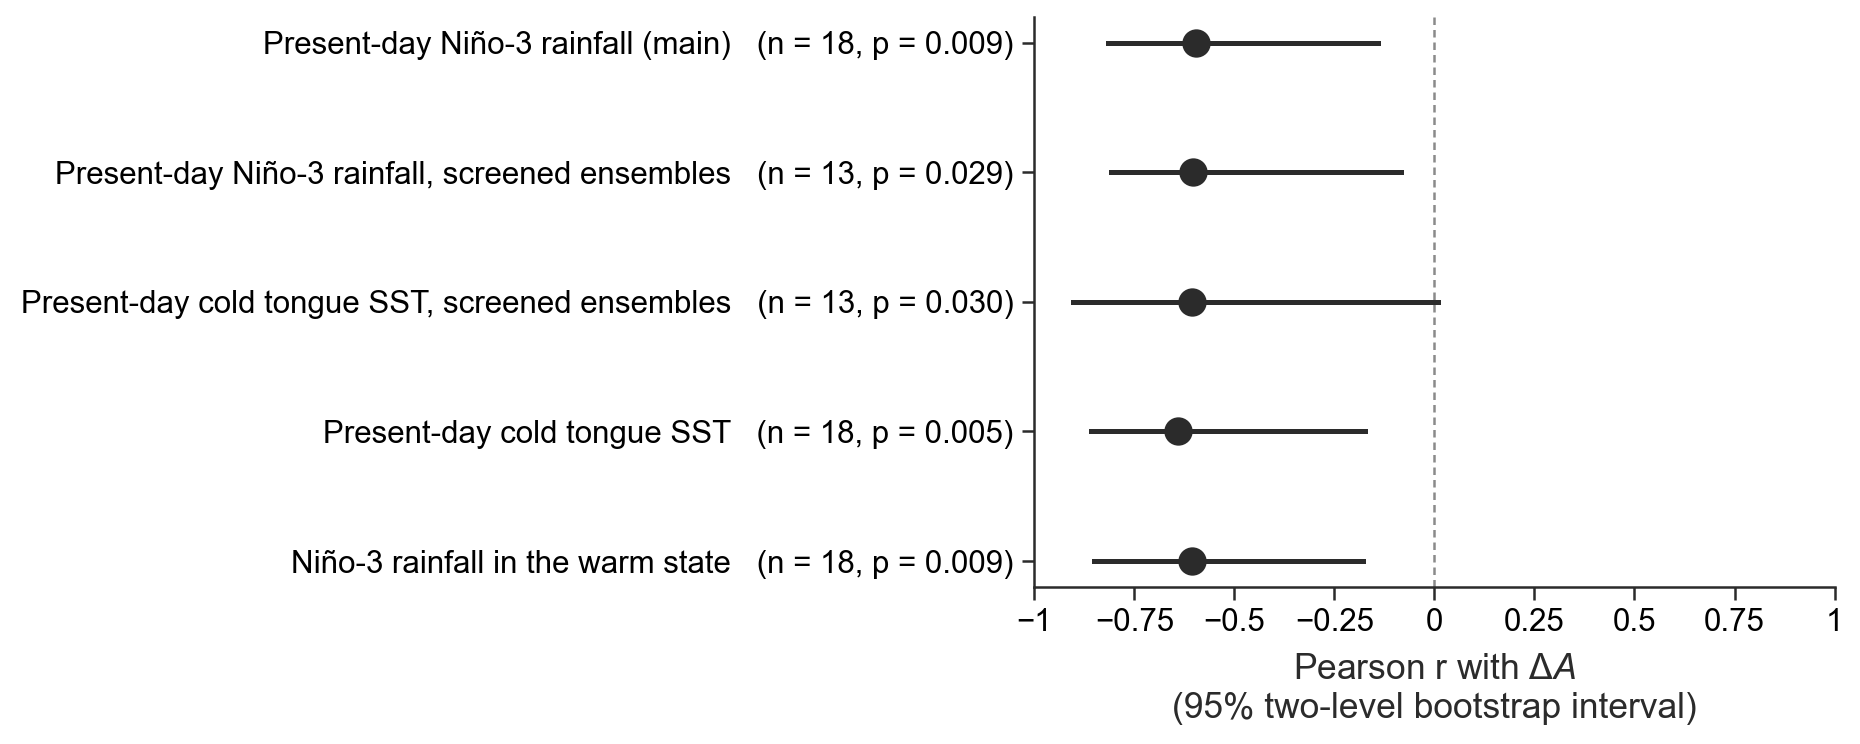 Present-day Niño-3 rainfall (main) (n = 18, p = 0.009)
Present-day Niño-3 rainfall, screened ensembles (n = 13, p = 0.029)
Present-day cold tongue SST, screened ensembles (n = 13, p = 0.030)
Present-day cold tongue SST (n = 18, p = 0.005)
Niño-3 rainfall in the warm state (n = 18, p = 0.009)
−1 −0.75 −0.5 −0.25 0 0.25 0.5 0.75 1
Pearson r with ΔA
(95% two-level bootstrap interval)